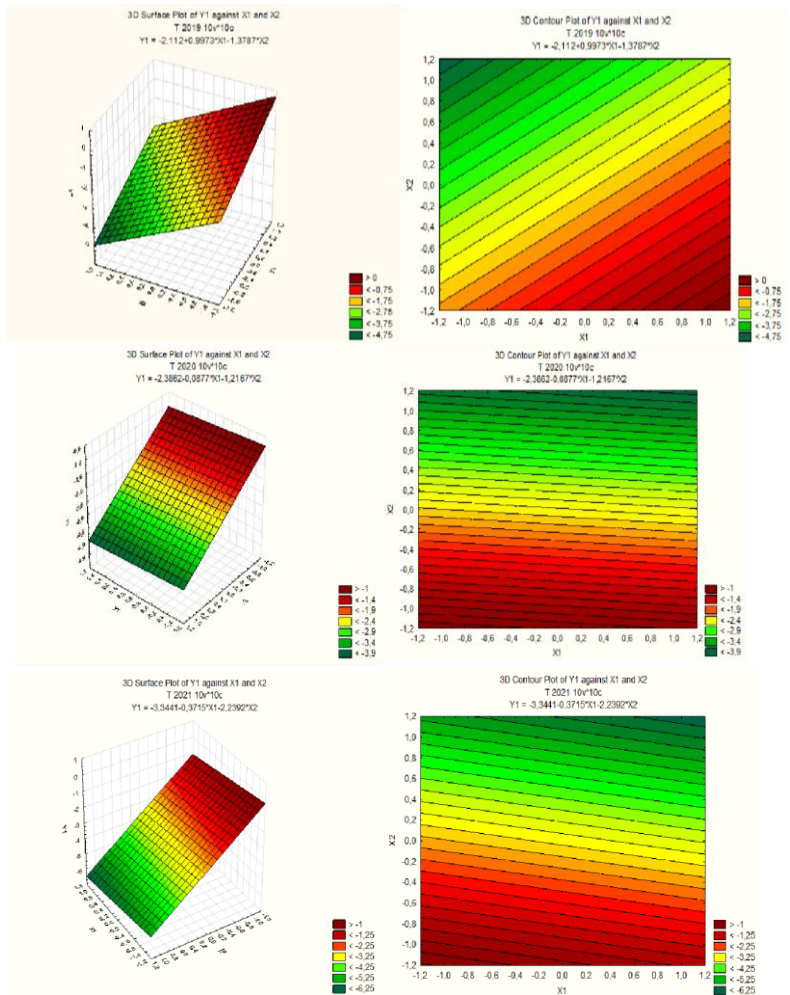 3D Surface Plot of Y1 against X1 and X2
T 2019 10v*10c
Y1 = -2,112+0,9973*X1-1,3787*X2
> 0
< -0,75
< -1,75
< -2,75
< -3,75
< -4,75
3D Contour Plot of Y1 against X1 and X2
T 2019 10v*10c
Y1 = -2,112+0,9973*X1-1,3787*X2
1,2
1,0
0,8
0,6
0,4
0,2
0,0
-0,2
-0,4
-0,6
-0,8
-1,0
-1,2
X2
-1,2 -1,0 -0,8 -0,6 -0,4 -0,2 0,0 0,2 0,4 0,6 0,8 1,0 1,2
X1
> 0
< -0,75
< -1,75
< -2,75
< -3,75
< -4,75
3D Surface Plot of Y1 against X1 and X2
T 2020 10v*10c
Y1 = -2,3862-0,0877*X1-1,2167*X2
> -1
< -1,4
< -1,9
< -2,4
< -2,9
< -3,4
< -3,9
3D Contour Plot of Y1 against X1 and X2
T 2020 10v*10c
Y1 = -2,3862-0,0877*X1-1,2167*X2
1,2
1,0
0,8
0,6
0,4
0,2
0,0
-0,2
-0,4
-0,6
-0,8
-1,0
-1,2
X2
-1,2 -1,0 -0,8 -0,6 -0,4 -0,2 0,0 0,2 0,4 0,6 0,8 1,0 1,2
X1
> -1
< -1,4
< -1,9
< -2,4
< -2,9
< -3,4
< -3,9
3D Surface Plot of Y1 against X1 and X2
T 2021 10v*10c
Y1 = -3,3441-0,3715*X1-2,2392*X2
> -1
< -1,25
< -2,25
< -3,25
< -4,25
< -5,25
< -6,25
3D Contour Plot of Y1 against X1 and X2
T 2021 10v*10c
Y1 = -3,3441-0,3715*X1-2,2392*X2
1,2
1,0
0,8
0,6
0,4
0,2
0,0
-0,2
-0,4
-0,6
-0,8
-1,0
-1,2
X2
-1,2 -1,0 -0,8 -0,6 -0,4 -0,2 0,0 0,2 0,4 0,6 0,8 1,0 1,2
X1
> -1
< -1,25
< -2,25
< -3,25
< -4,25
< -5,25
< -6,25